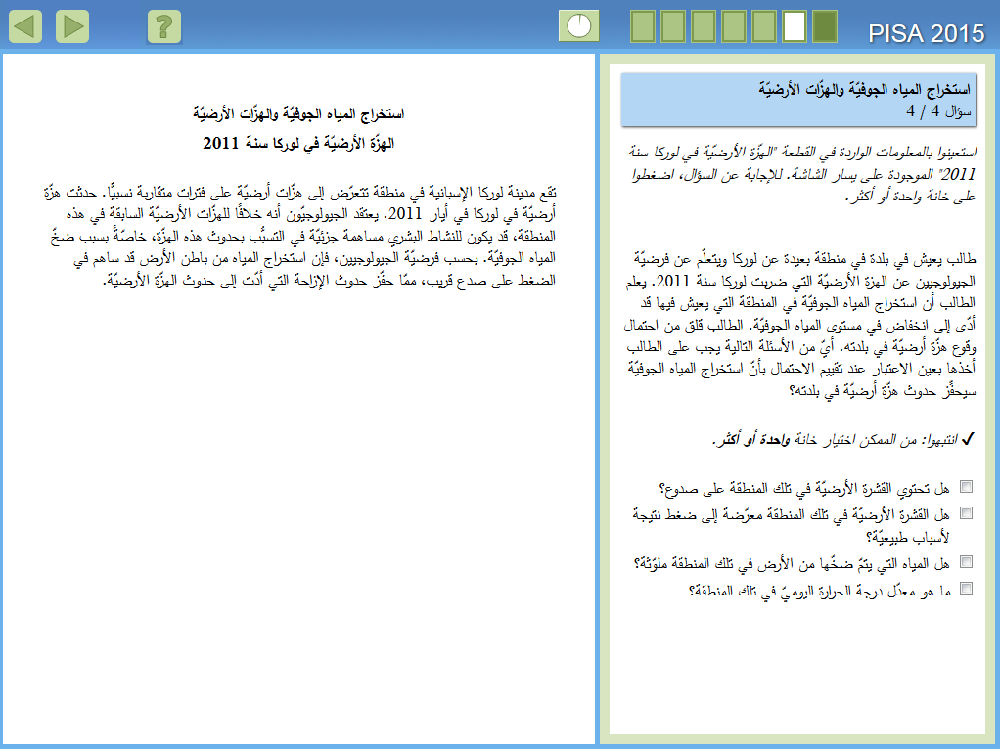 PISA 2015
استخراج المياه الجوفيّة والهزّات الأرضيّة
سؤال 4 / 4
استعينوا بالمعلومات الواردة في القطعة "الهزّة الأرضيّة في لوركا سنة
2011" الموجودة على يسار الشاشة. للإجابة عن السؤال، اضغطوا
على خانة واحدة أو أكثر.
طالب يعيش في بلدة في منطقة بعيدة عن لوركا ويتعلّم عن فرضيّة
الجيولوجيين عن الهزة الأرضيّة التي ضربت لوركا سنة 2011. يعلم
الطالب أن استخراج المياه الجوفيّة في المنطقة التي يعيش فيها قد
أدّى إلى انخفاض في مستوى المياه الجوفيّة. الطالب قلق من احتمال
وقوع هزّة أرضيّة في بلدته. أيّ من الأسئلة التالية يجب على الطالب
أخذها بعين الاعتبار عند تقييم الاحتمال بأنّ استخراج المياه الجوفيّة
سيحفّز حدوث هزّة أرضيّة في بلدته؟
✓ انتبهوا: من الممكن اختيار خانة واحدة أو أكثر.
هل تحتوي القشرة الأرضيّة في تلك المنطقة على صدوع؟
هل القشرة الأرضيّة في تلك المنطقة معرّضة إلى ضغط نتيجة
لأسباب طبيعيّة؟
هل المياه التي يتمّ ضخّها من الأرض في تلك المنطقة ملوّثة؟
ما هو معدّل درجة الحرارة اليوميّ في تلك المنطقة؟
استخراج المياه الجوفيّة والهزّات الأرضيّة
الهزّة الأرضيّة في لوركا سنة 2011
تقع مدينة لوركا الإسبانية في منطقة تتعرّض إلى هزّات أرضيّة على فترات متقاربة نسبيًّا. حدثت هزّة
أرضيّة في لوركا في أيار 2011. يعتقد الجيولوجيّون أنه خلافًا للهزّات الأرضيّة السابقة في هذه
المنطقة، قد يكون للنشاط البشري مساهمة جزئيّة في التسبُّب بحدوث هذه الهزّة، خاصّةً بسبب ضخّ
المياه الجوفيّة. بحسب فرضيّة الجيولوجيين، فإن استخراج المياه من باطن الأرض قد ساهم في
الضغط على صدع قريب، ممّا حفّز حدوث الإزاحة التي أدّت إلى حدوث الهزّة الأرضيّة.